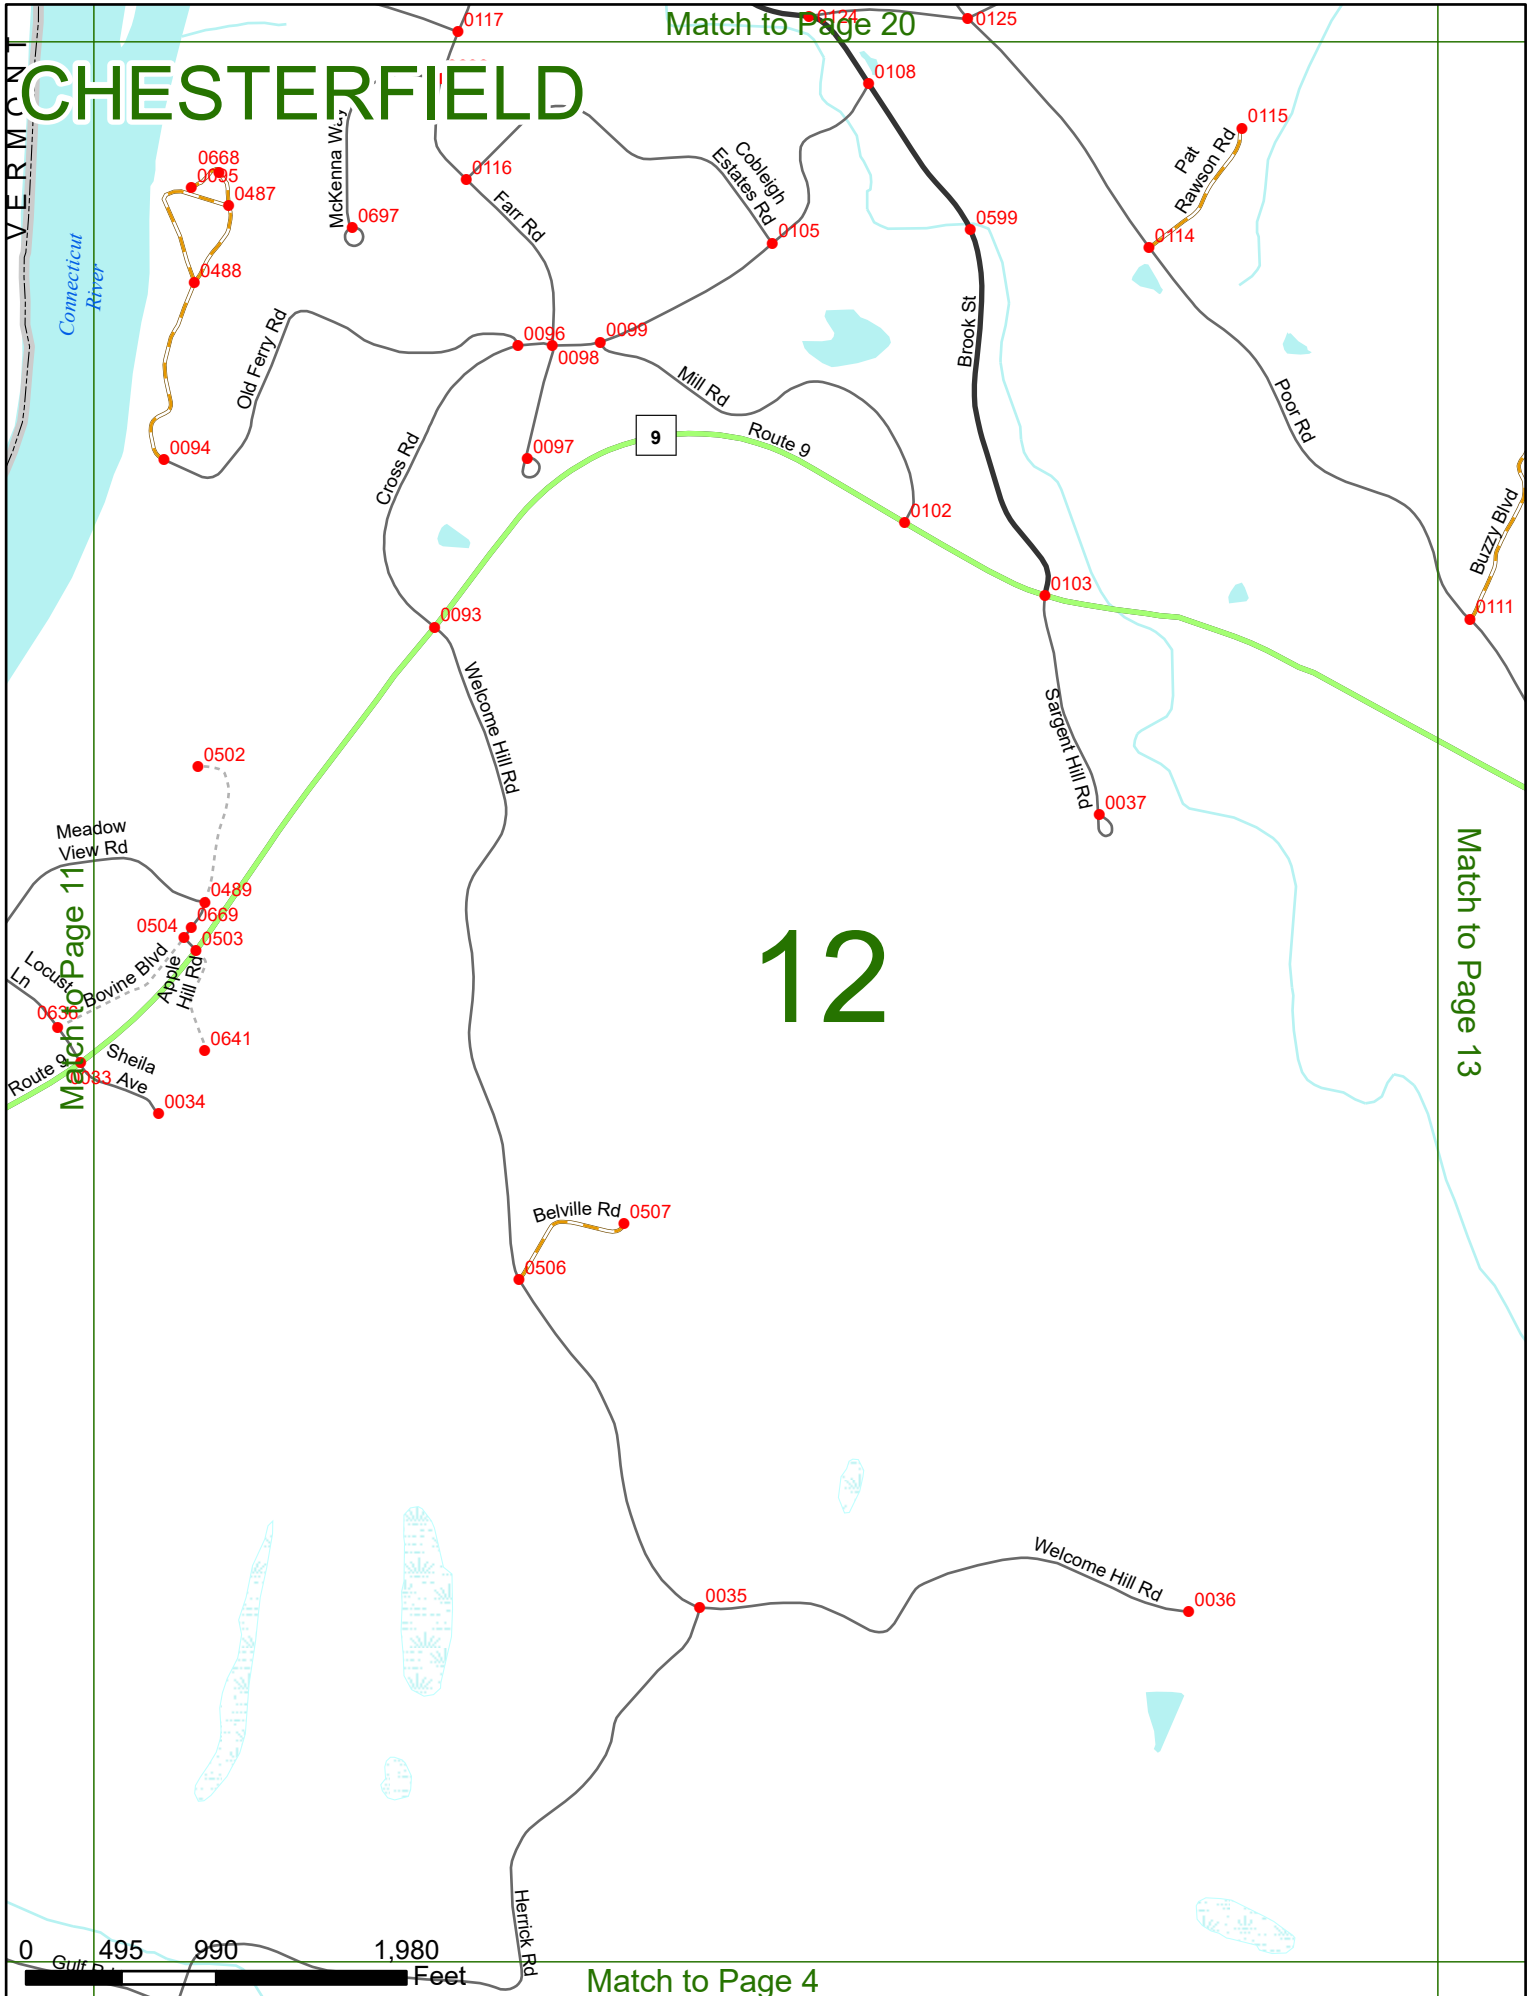 0117
Match to Page 20
0124
0125
VERMONT
CHESTERFIELD
0108
0115
0668
0095
0487
McKenna Way
0116
Cobleigh
Estates Rd
Pat
Rawson Rd
0697
Farr Rd
0105
0599
0114
Connecticut
River
0488
Old Ferry Rd
0096
0098
0099
Brook St
Mill Rd
Poor Rd
0094
Cross Rd
0097
9
Route 9
0102
Buzzy Blvd
0103
0093
0111
Welcome Hill Rd
Sargent Hill Rd
0502
0037
Meadow
View Rd
Match to Page 11
Match to Page 13
0489
0669
0504
0503
Locust
Ln
Bovine Blvd
Apple
Hill Rd
12
0636
0641
Route 9
0033
Sheila
Ave
0034
Belville Rd
0507
0506
Welcome Hill Rd
0035
0036
Herrick Rd
0
495
990
1,980
Feet
Gulf
Match to Page 4